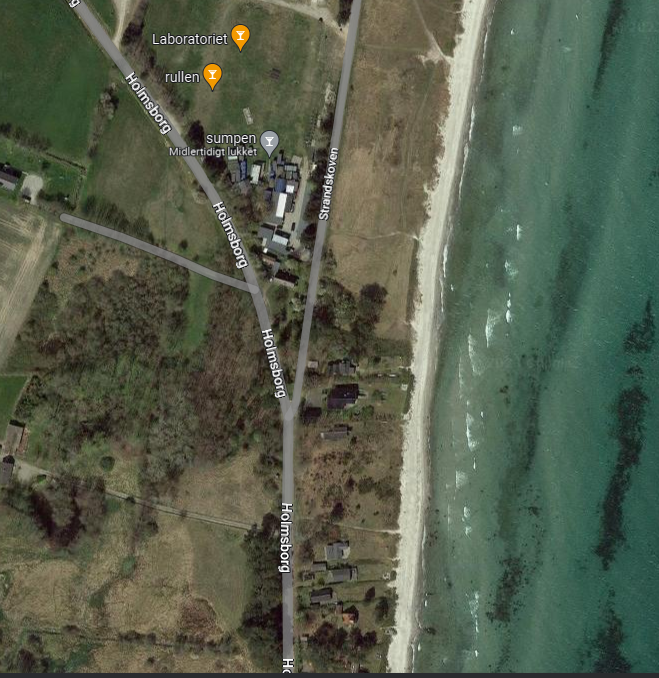 Laboratoriet
rullen
Holmsborg
sumpen
Midlertidigt lukket
Strandskoven
Holmsborg
Holmsborg
Holmsborg